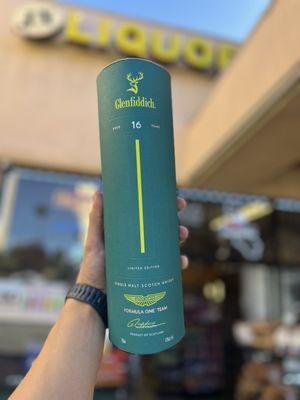 LIQUOR
Glenfiddich.
AGED 16 YEARS
LIMITED EDITION
SINGLE MALT SCOTCH WHISKY
FORMULA ONE TEAM
PRODUCT OF SCOTLAND